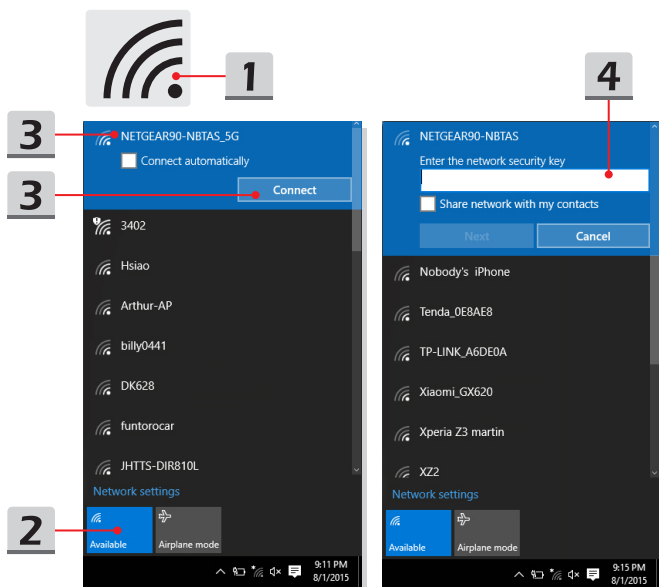 1
3
NETGEAR90-NBTAS_5G
Connect automatically
3
Connect
3402
Hsiao
Arthur-AP
billy0441
DK628
funtorocar
JHTTS-DIR810L
Network settings
2
Available
Airplane mode
9:11 PM
8/1/2015
4
NETGEAR90-NBTAS
Enter the network security key
Share network with my contacts
Next
Cancel
Nobody's iPhone
Tenda_0E8AE8
TP-LINK_A6DE0A
Xiaomi_GX620
Xperia Z3 martin
XZ2
Network settings
Available
Airplane mode
9:15 PM
8/1/2015